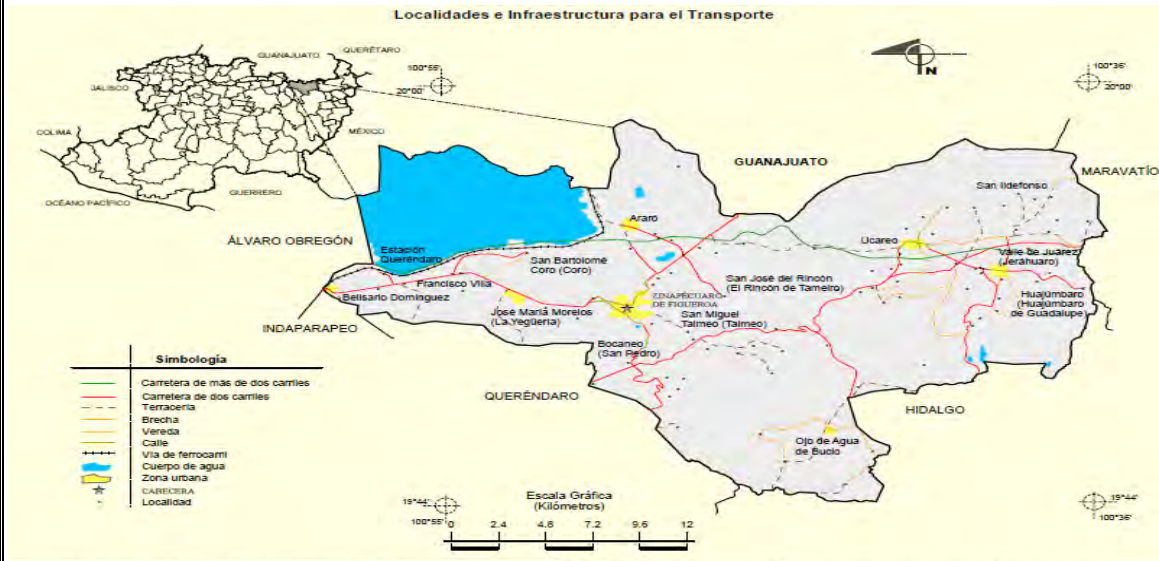 Localidades e Infraestructura para el Transporte
GUANAJUATO
QUERÉTARO
JALISCO
COLIMA
MÉXICO
GUERRERO
OCÉANO PACÍFICO
100°55'
20°00'
N
100°36'
20°00'
GUANAJUATO
MARAVATÍO
San Ildefonso
Araro
Ucareo
ÁLVARO OBREGÓN
Estación
Queréndaro
San Bartolomé
Coro (Coro)
Valle de Juárez
(Jeráhuaro)
Francisco Villa
San José del Rincón
(El Rincón de Tameiro)
Belisario Domínguez
ZINAPÉCUARO
DE FIGUEROA
Huajúmbaro
(Huajúmbaro
de Guadalupe)
José María Morelos
(La Yegüería)
San Miguel
Taimeo (Taimeo)
INDAPARAPEO
Bocaneo
(San Pedro)
QUERÉNDARO
HIDALGO
Ojo de Agua
de Bucio
Simbología
Carretera de más de dos carriles
Carretera de dos carriles
Terracería
Brecha
Vereda
Calle
Vía de ferrocarril
Cuerpo de agua
Zona urbana
CABECERA
Localidad
19°44'
100°55'
Escala Gráfica
(Kilómetros)
0 2.4 4.8 7.2 9.6 12
19°44'
100°36'